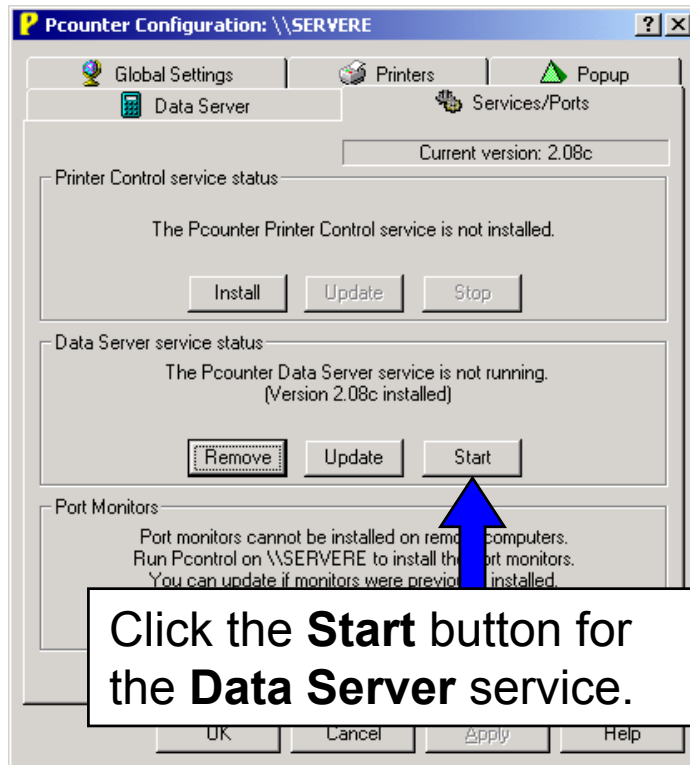 Pcounter Configuration: \\SERVERE
Global Settings
Printers
Popup
Data Server
Services/Ports
Current version: 2.08c
Printer Control service status
The Pcounter Printer Control service is not installed.
Install
Update
Stop
Data Server service status
The Pcounter Data Server service is not running.
(Version 2.08c installed)
Remove
Update
Start
Port Monitors
Port monitors cannot be installed on computers.
Run Pcontrol on \\SERVERE to install monitors.
You can update if monitors were installed.
Click the Start button for
the Data Server service.
OK
Cancel
Apply
Help